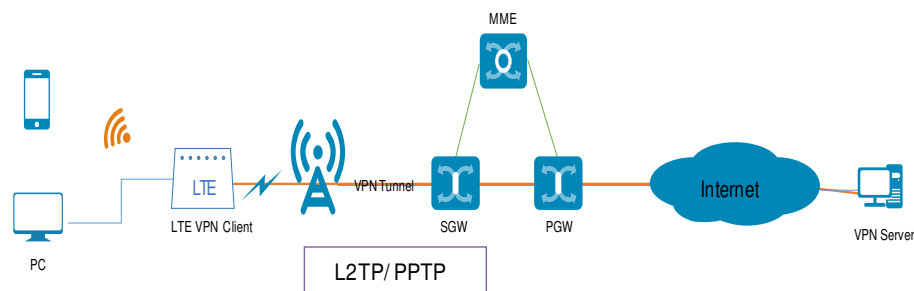 MME
LTE
VPN Tunnel
Internet
LTE VPN Client
SGW
PGW
VPN Server
PC
L2TP/ PPTP